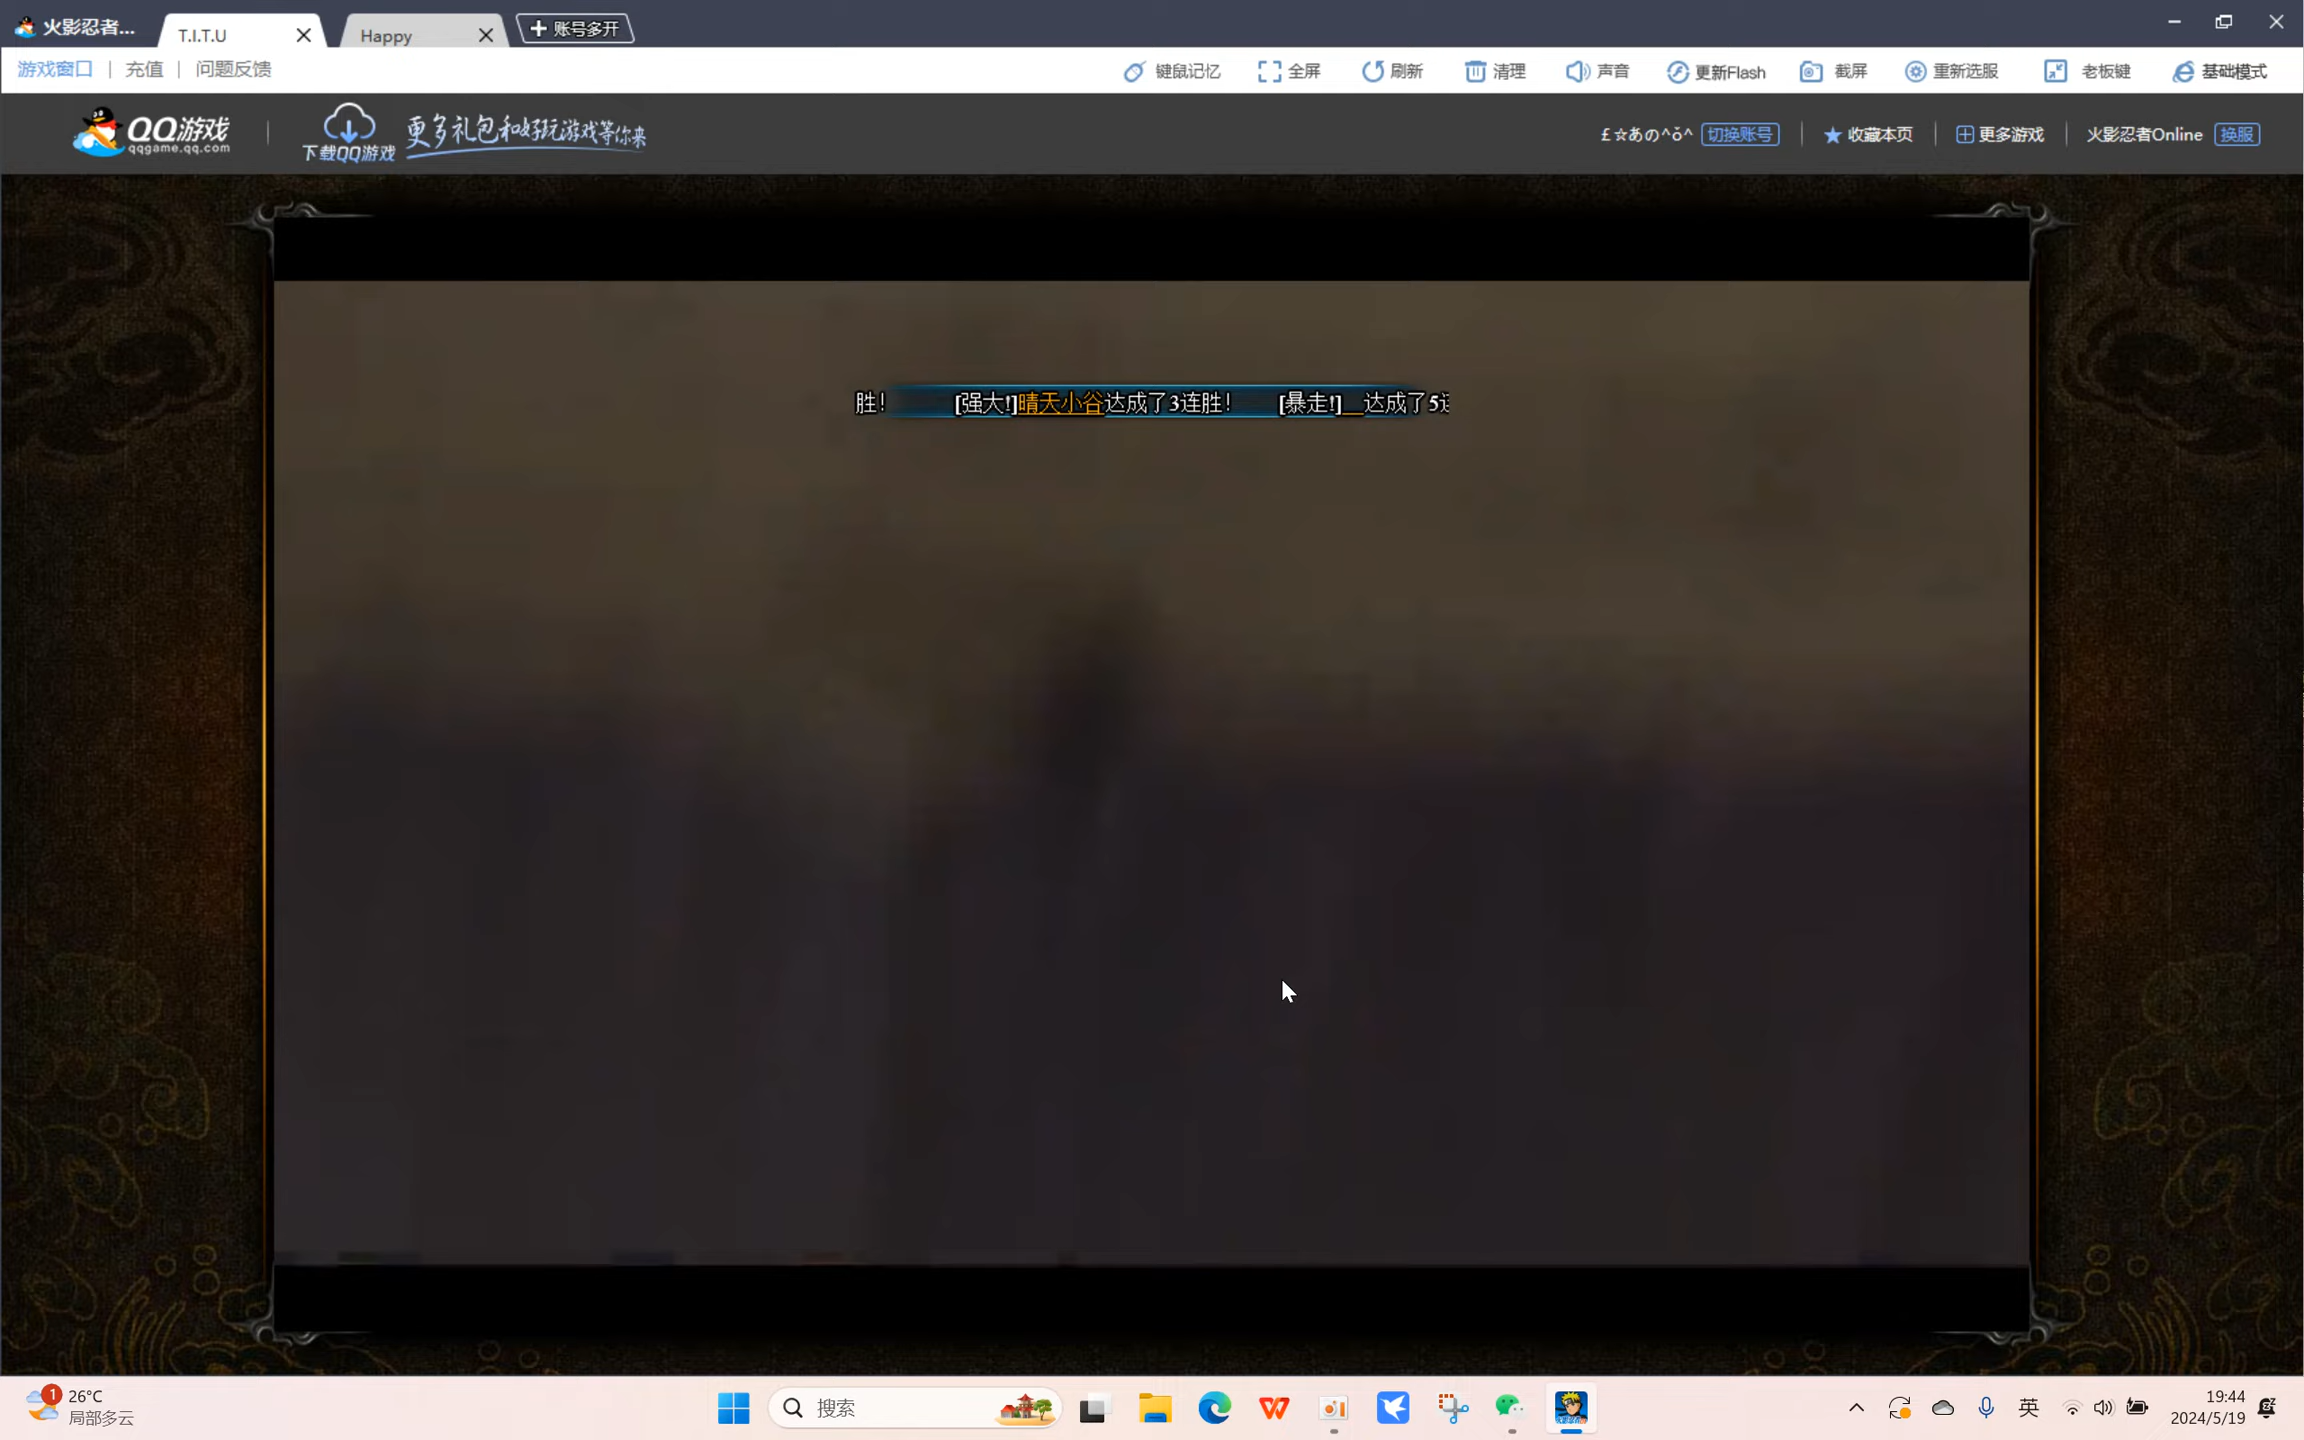 火影忍者...
T.I.T.U
Happy
账号多开
游戏窗口 | 充值 | 问题反馈
键鼠记忆
全屏
刷新
清理
声音
更新Flash
截屏
重新选服
老板键
基础模式
QQ游戏
qqgame.qq.com
下载QQ游戏
更多礼包和好玩游戏等你来
£☆あの^ǒ^
切换账号
收藏本页
更多游戏
火影忍者Online
换服
胜! [强大!]晴天小谷达成了3连胜! [暴走!]__达成了5
1
26°C
局部多云
搜索
英
19:44
2024/5/19